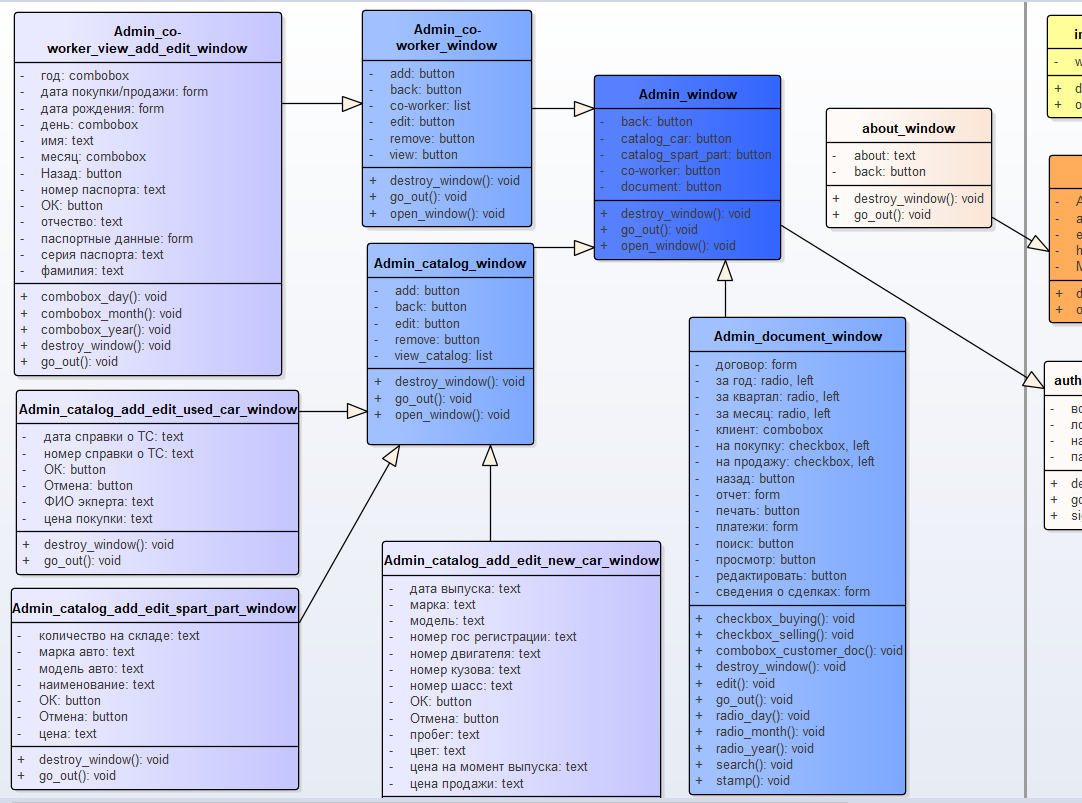 Admin_co-
worker_view_add_edit_window
- год: combobox
- дата покупки/продажи: form
- дата рождения: form
- день: combobox
- имя: text
- месяц: combobox
- Назад: button
- номер паспорта: text
- ОК: button
- отчество: text
- паспортные данные: form
- серия паспорта: text
- фамилия: text
+ combobox_day(): void
+ combobox_month(): void
+ combobox_year(): void
+ destroy_window(): void
+ go_out(): void
Admin_co-
worker_window
- add: button
- back: button
- co-worker: list
- edit: button
- remove: button
- view: button
+ destroy_window(): void
+ go_out(): void
+ open_window(): void
Admin_window
- back: button
- catalog_car: button
- catalog_spart_part: button
- co-worker: button
- document: button
+ destroy_window(): void
+ go_out(): void
+ open_window(): void
about_window
- about: text
- back: button
+ destroy_window(): void
+ go_out(): void
Admin_catalog_window
- add: button
- back: button
- edit: button
- remove: button
- view_catalog: list
+ destroy_window(): void
+ go_out(): void
+ open_window(): void
Admin_catalog_add_edit_used_car_window
- дата справки о ТС: text
- номер справки о ТС: text
- ОК: button
- Отмена: button
- ФИО экперта: text
- цена покупки: text
+ destroy_window(): void
+ go_out(): void
Admin_catalog_add_edit_spart_part_window
- количество на складе: text
- марка авто: text
- модель авто: text
- наименование: text
- ОК: button
- Отмена: button
- цена: text
+ destroy_window(): void
+ go_out(): void
Admin_catalog_add_edit_new_car_window
- дата выпуска: text
- марка: text
- модель: text
- номер гос регистрации: text
- номер двигателя: text
- номер кузова: text
- номер шасс: text
- ОК: button
- Отмена: button
- пробег: text
- цвет: text
- цена на момент выпуска: text
- цена продажи: text
Admin_document_window
- договор: form
- за год: radio, left
- за квартал: radio, left
- за месяц: radio, left
- клиент: combobox
- на покупку: checkbox, left
- на продажу: checkbox, left
- назад: button
- отчет: form
- печать: button
- платежи: form
- поиск: button
- просмотр: button
- редактировать: button
- сведения о сделках: form
+ checkbox_buying(): void
+ checkbox_selling(): void
+ combobox_customer_doc(): void
+ destroy_window(): void
+ edit(): void
+ go_out(): void
+ radio_day(): void
+ radio_month(): void
+ radio_year(): void
+ search(): void
+ stamp(): void
auth